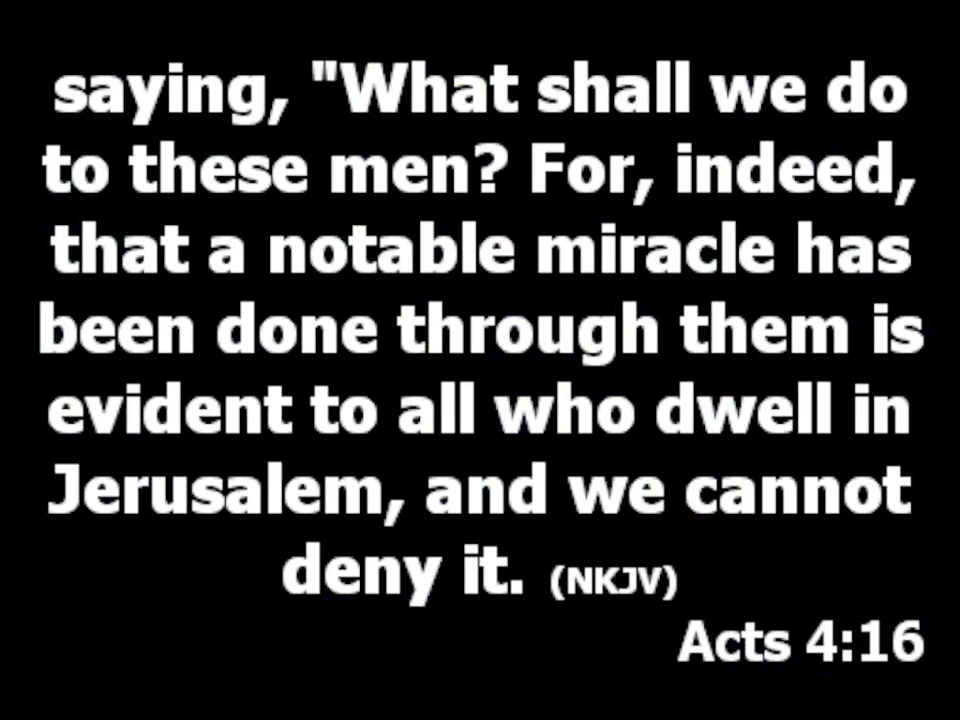 saying, "What shall we do
to these men? For, indeed,
that a notable miracle has
been done through them is
evident to all who dwell in
Jerusalem, and we cannot
deny it. (NKJV)
Acts 4:16